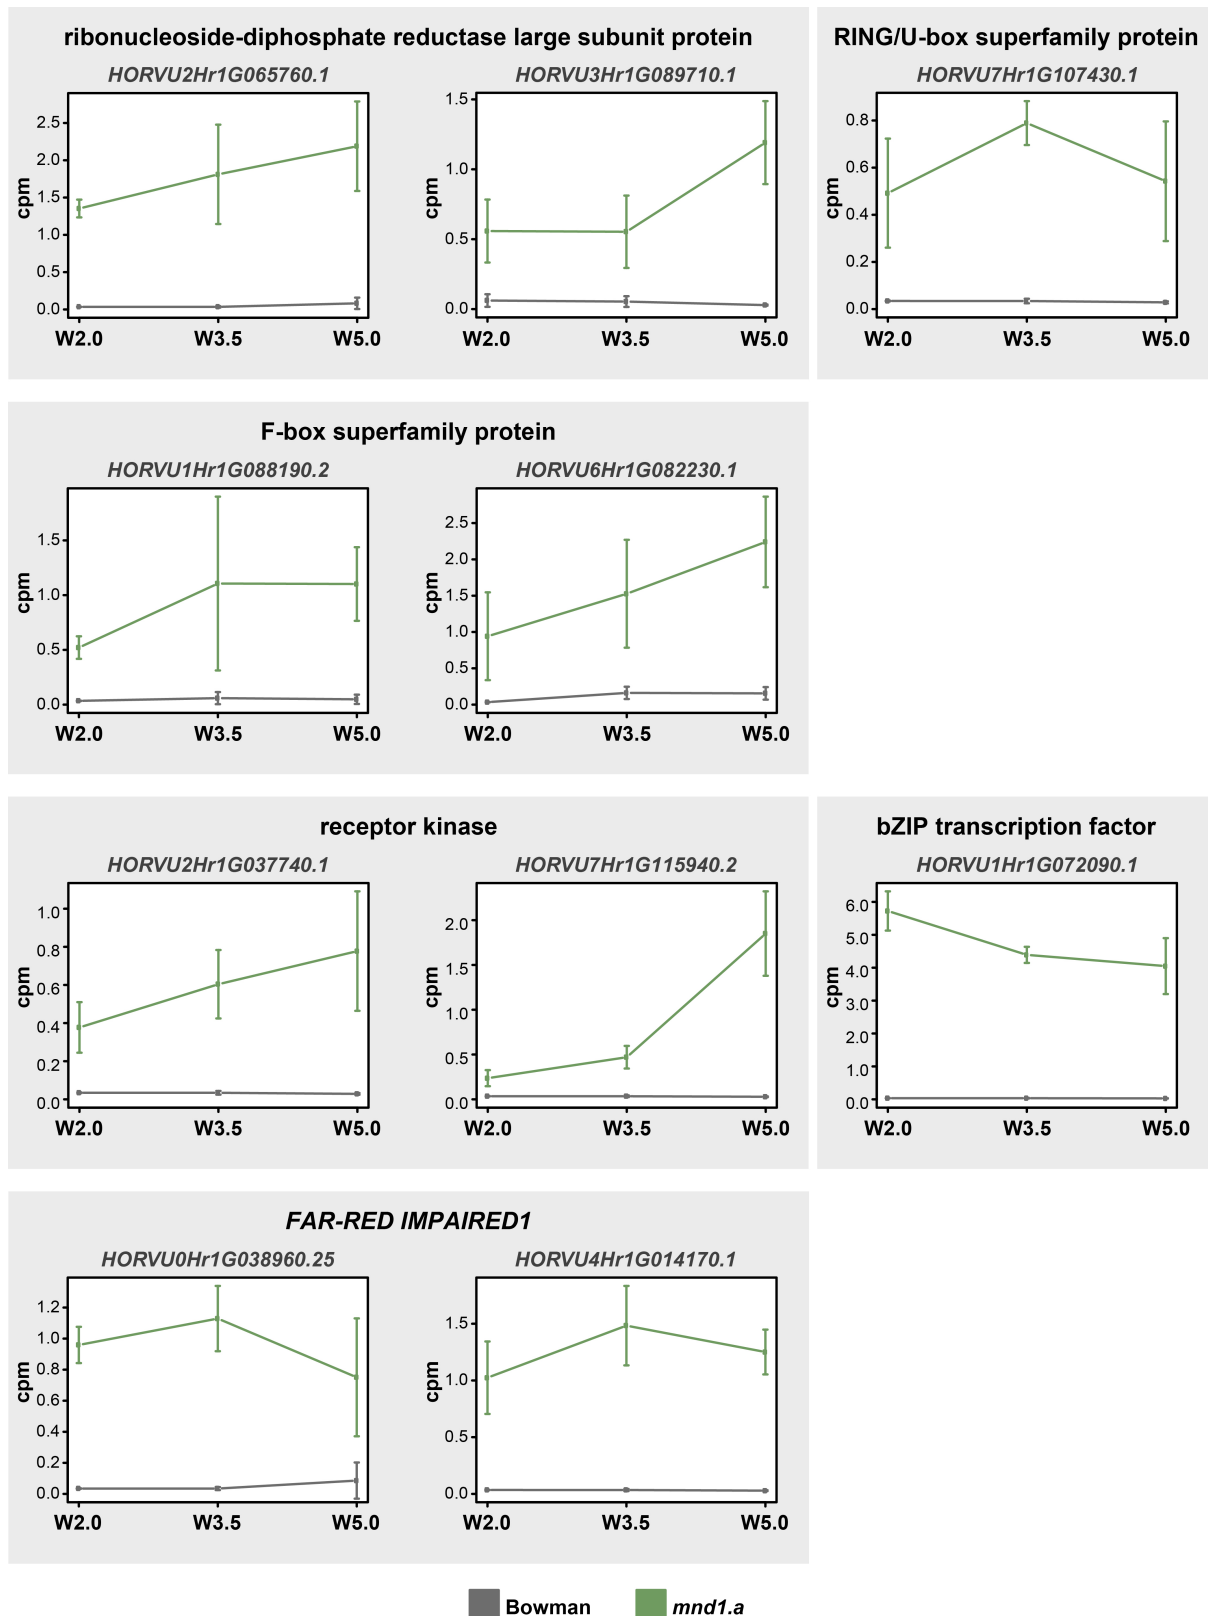 ribonucleoside-diphosphate reductase large subunit protein
HORVU2Hr1G065760.1
cpm
2.5
2.0
1.5
1.0
0.5
0.0
W2.0 W3.5 W5.0
HORVU3Hr1G089710.1
cpm
1.5
1.0
0.5
0.0
W2.0 W3.5 W5.0
RING/U-box superfamily protein
HORVU7Hr1G107430.1
cpm
0.8
0.6
0.4
0.2
0.0
W2.0 W3.5 W5.0
F-box superfamily protein
HORVU1Hr1G088190.2
cpm
1.5
1.0
0.5
0.0
W2.0 W3.5 W5.0
HORVU6Hr1G082230.1
cpm
2.5
2.0
1.5
1.0
0.5
0.0
W2.0 W3.5 W5.0
receptor kinase
HORVU2Hr1G037740.1
cpm
1.0
0.8
0.6
0.4
0.2
0.0
W2.0 W3.5 W5.0
HORVU7Hr1G115940.2
cpm
2.0
1.5
1.0
0.5
0.0
W2.0 W3.5 W5.0
bZIP transcription factor
HORVU1Hr1G072090.1
cpm
6.0
5.0
4.0
3.0
2.0
1.0
0.0
W2.0 W3.5 W5.0
FAR-RED IMPAIRED1
HORVU0Hr1G038960.25
cpm
1.2
1.0
0.8
0.6
0.4
0.2
0.0
W2.0 W3.5 W5.0
HORVU4Hr1G014170.1
cpm
1.5
1.0
0.5
0.0
W2.0 W3.5 W5.0
Bowman mnd1.a